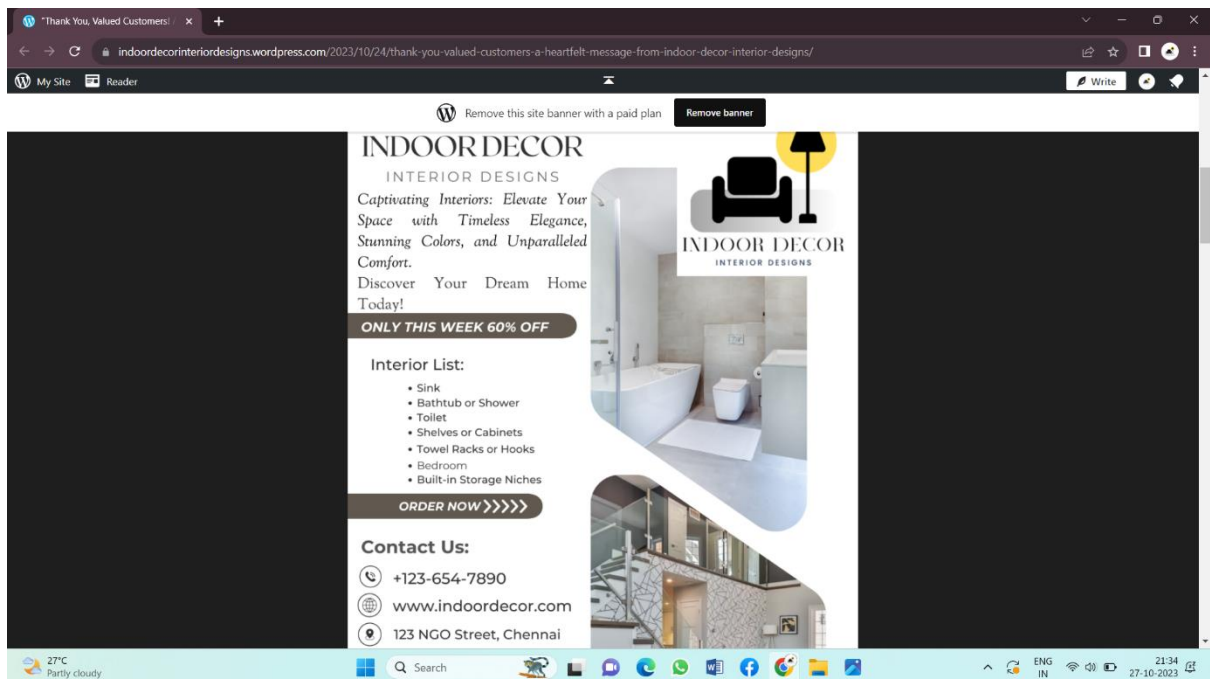 "Thank You, Valued Customers! /
indoordecorinteriordesigns.wordpress.com/2023/10/24/thank-you-valued-customers-a-heartfelt-message-from-indoor-decor-interior-designs/
My Site
Reader
Write
Remove this site banner with a paid plan
Remove banner
INDOOR DECOR
INTERIOR DESIGNS
Captivating Interiors: Elevate Your
Space with Timeless Elegance,
Stunning Colors, and Unparalleled
Comfort.
Discover Your Dream Home
Today!
ONLY THIS WEEK 60% OFF
Interior List:
• Sink
• Bathtub or Shower
• Toilet
• Shelves or Cabinets
• Towel Racks or Hooks
• Bedroom
• Built-in Storage Niches
ORDER NOW
Contact Us:
+123-654-7890
www.indoordecor.com
123 NGO Street, Chennai
INDOOR DECOR
INTERIOR DESIGNS
27°C
Partly cloudy
Search
ENG
IN
21:34
27-10-2023